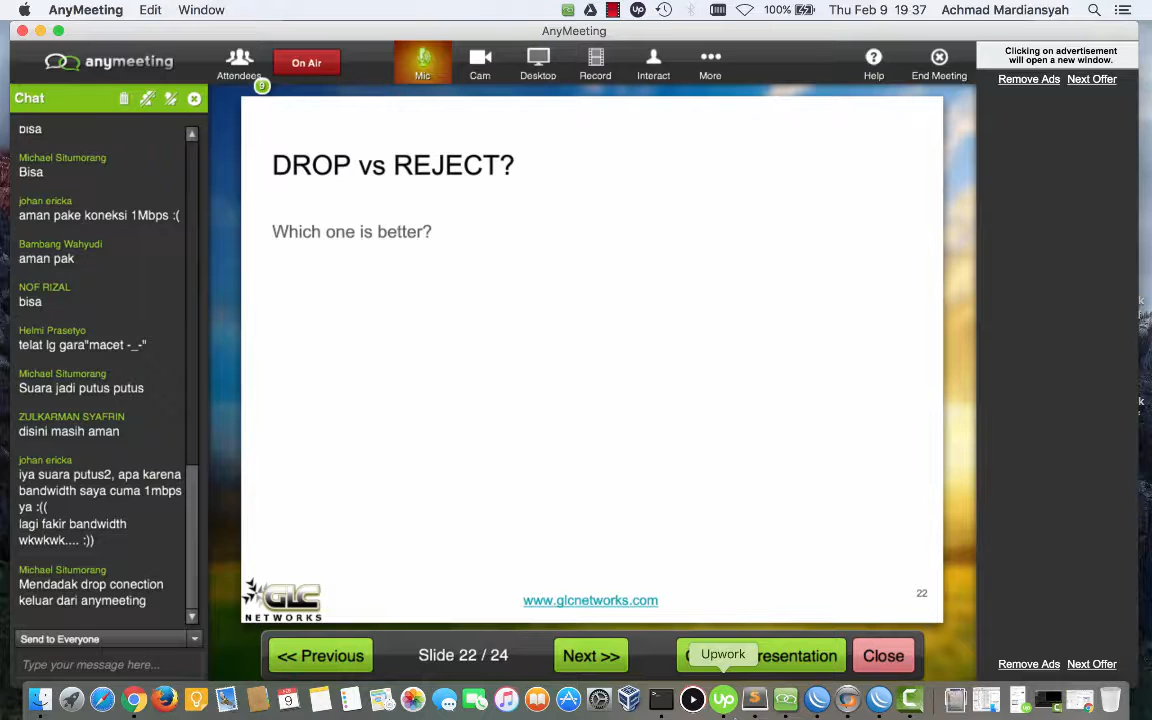 AnyMeeting Edit Window
100% Thu Feb 9 19:37 Achmad Mardiansyah
AnyMeeting
anymeeting
Attendees
9
On Air
Mic
Cam
Desktop
Record
Interact
More
Help
End Meeting
Clicking on advertisement
will open a new window.
Remove Ads Next Offer
Chat
bisa
Michael Situmorang
Bisa
johan ericka
aman pake koneksi 1Mbps :(
Bambang Wahyudi
aman pak
NOF RIZAL
bisa
Helmi Prasetyo
telat lg gara"macet -_-"
Michael Situmorang
Suara jadi putus putus
ZULKARMAN SYAFRIN
disini masih aman
johan ericka
iya suara putus2, apa karena
bandwidth saya cuma 1mbps
ya :((
lagi fakir bandwidth
wkwkwk.... :))
Michael Situmorang
Mendadak drop conection
keluar dari anymeeting
Send to Everyone
Type your message here...
DROP vs REJECT?
Which one is better?
GLC
NETWORKS
www.glcnetworks.com
22
<< Previous
Slide 22 / 24
Next >>
Upwork
Close
Remove Ads Next Offer